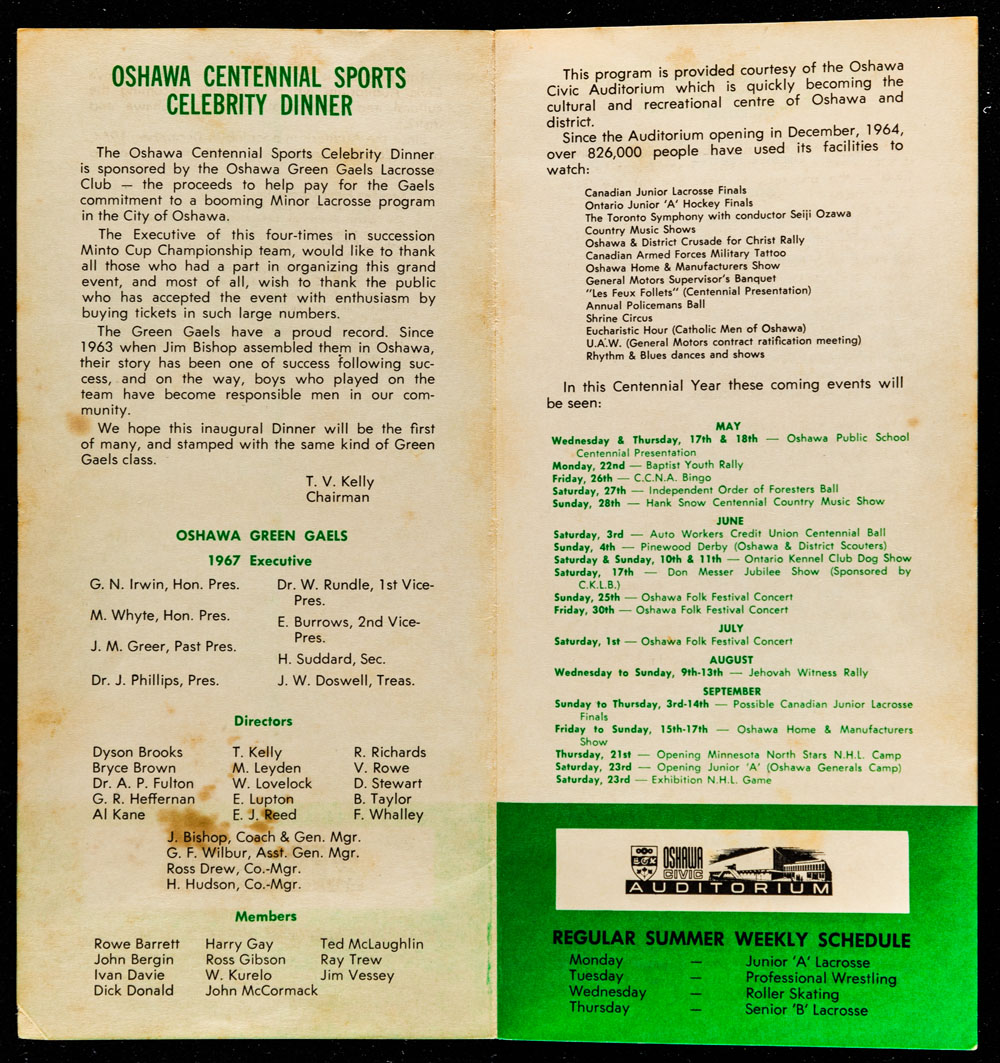 OSHAWA CENTENNIAL SPORTS
CELEBRITY DINNER
The Oshawa Centennial Sports Celebrity Dinner
is sponsored by the Oshawa Green Gaels Lacrosse
Club — the proceeds to help pay for the Gaels
commitment to a booming Minor Lacrosse program
in the City of Oshawa.
The Executive of this four-times in succession
Minto Cup Championship team, would like to thank
all those who had a part in organizing this grand
event, and most of all, wish to thank the public
who has accepted the event with enthusiasm by
buying tickets in such large numbers.
The Green Gaels have a proud record. Since
1963 when Jim Bishop assembled them in Oshawa,
their story has been one of success following suc-
cess, and on the way, boys who played on the
team have become responsible men in our com-
munity.
We hope this inaugural Dinner will be the first
of many, and stamped with the same kind of Green
Gaels class.
T. V. Kelly
Chairman
OSHAWA GREEN GAELS
1967 Executive
G. N. Irwin, Hon. Pres.
M. Whyte, Hon. Pres.
J. M. Greer, Past Pres.
Dr. J. Phillips, Pres.
Dr. W. Rundle, 1st Vice-
Pres.
E. Burrows, 2nd Vice-
Pres.
H. Suddard, Sec.
J. W. Doswell, Treas.
Directors
Dyson Brooks
Bryce Brown
Dr. A. P. Fulton
G. R. Heffernan
Al Kane
T. Kelly
M. Leyden
W. Lovelock
E. Lupton
E. J. Reed
R. Richards
V. Rowe
D. Stewart
B. Taylor
F. Whalley
J. Bishop, Coach & Gen. Mgr.
G. F. Wilbur, Asst. Gen. Mgr.
Ross Drew, Co.-Mgr.
H. Hudson, Co.-Mgr.
Members
Rowe Barrett
John Bergin
Ivan Davie
Dick Donald
Harry Gay
Ross Gibson
W. Kurelo
John McCormack
Ted McLaughlin
Ray Trew
Jim Vessey
This program is provided courtesy of the Oshawa
Civic Auditorium which is quickly becoming the
cultural and recreational centre of Oshawa and
district.
Since the Auditorium opening in December, 1964,
over 826,000 people have used its facilities to
watch:
Canadian Junior Lacrosse Finals
Ontario Junior 'A' Hockey Finals
The Toronto Symphony with conductor Seiji Ozawa
Country Music Shows
Oshawa & District Crusade for Christ Rally
Canadian Armed Forces Military Tattoo
Oshawa Home & Manufacturers Show
General Motors Supervisor's Banquet
"Les Feux Follets" (Centennial Presentation)
Annual Policemans Ball
Shrine Circus
Eucharistic Hour (Catholic Men of Oshawa)
U.A.W. (General Motors contract ratification meeting)
Rhythm & Blues dances and shows
In this Centennial Year these coming events will
be seen:
MAY
Wednesday & Thursday, 17th & 18th — Oshawa Public School
Centennial Presentation
Monday, 22nd — Baptist Youth Rally
Friday, 26th — C.C.N.A. Bingo
Saturday, 27th — Independent Order of Foresters Ball
Sunday, 28th — Hank Snow Centennial Country Music Show
JUNE
Saturday, 3rd — Auto Workers Credit Union Centennial Ball
Sunday, 4th — Pinewood Derby (Oshawa & District Scouters)
Saturday & Sunday, 10th & 11th — Ontario Kennel Club Dog Show
Saturday, 17th — Don Messer Jubilee Show (Sponsored by
C.K.L.B.)
Sunday, 25th — Oshawa Folk Festival Concert
Friday, 30th — Oshawa Folk Festival Concert
JULY
Saturday, 1st — Oshawa Folk Festival Concert
AUGUST
Wednesday to Sunday, 9th-13th — Jehovah Witness Rally
SEPTEMBER
Sunday to Thursday, 3rd-14th — Possible Canadian Junior Lacrosse
Finals
Friday to Sunday, 15th-17th — Oshawa Home & Manufacturers
Show
Thursday, 21st — Opening Minnesota North Stars N.H.L. Camp
Saturday, 23rd — Opening Junior 'A' (Oshawa Generals Camp)
Saturday, 23rd — Exhibition N.H.L. Game
OSHAWA
CIVIC
AUDITORIUM
REGULAR SUMMER WEEKLY SCHEDULE
Monday — Junior 'A' Lacrosse
Tuesday — Professional Wrestling
Wednesday — Roller Skating
Thursday — Senior 'B' Lacrosse